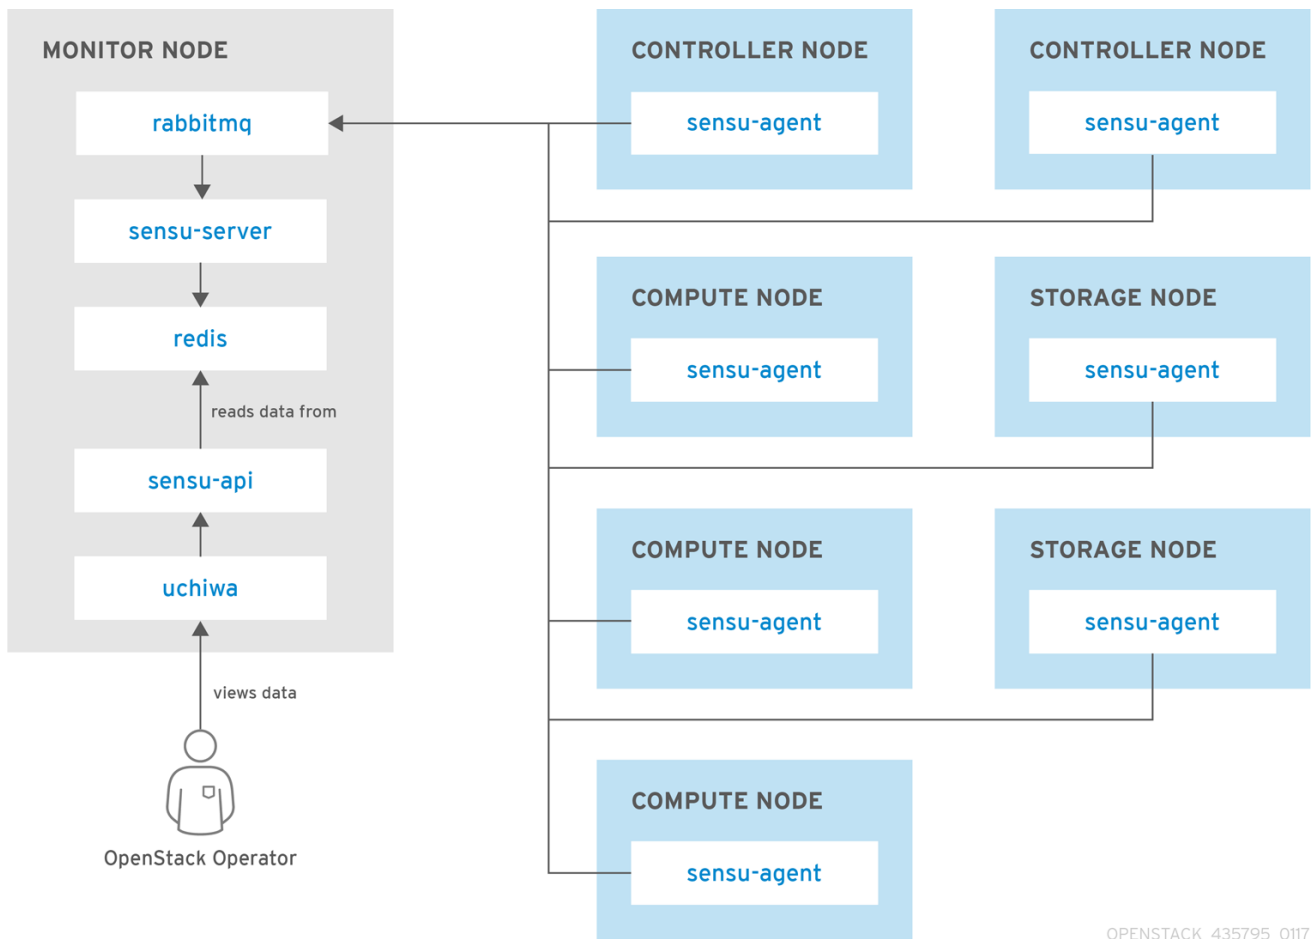 MONITOR NODE
rabbitmq
sensu-server
redis
reads data from
sensu-api
uchiwa
views data
OpenStack Operator
CONTROLLER NODE
sensu-agent
CONTROLLER NODE
sensu-agent
COMPUTE NODE
sensu-agent
STORAGE NODE
sensu-agent
COMPUTE NODE
sensu-agent
STORAGE NODE
sensu-agent
COMPUTE NODE
sensu-agent
OPENSTACK_435795_0117